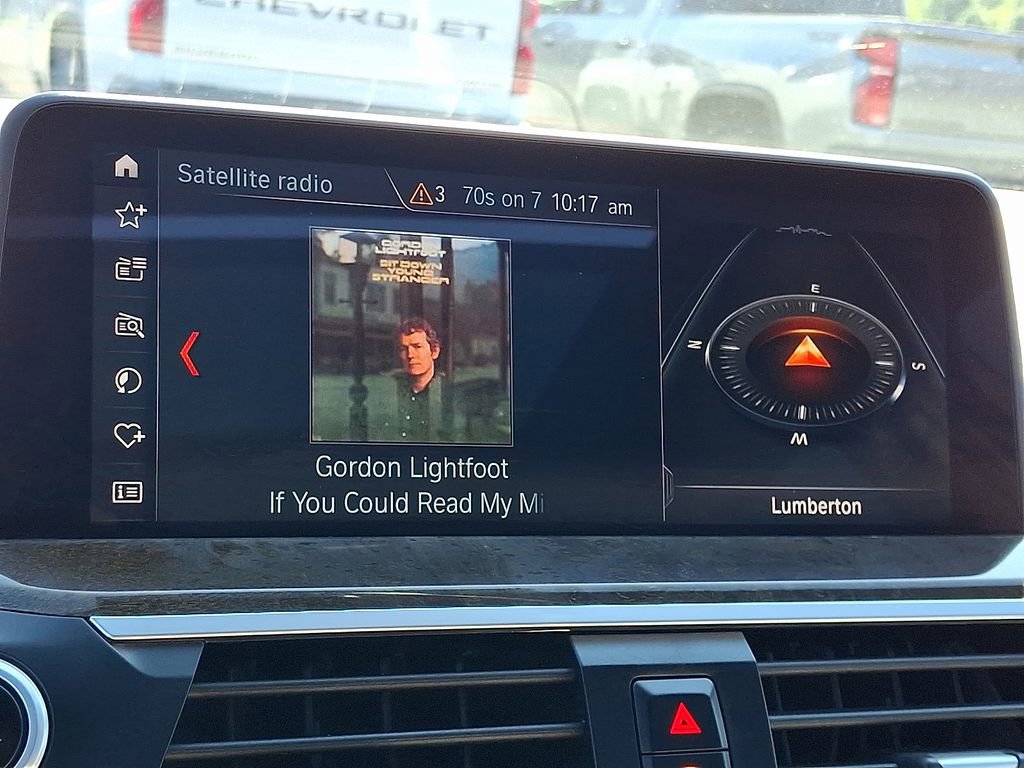 CHEVROLET
Satellite radio
3 70s on 7 10:17 am
GORDON
LIGHTFOOT
SIT DOWN
YOUNG
STRANGER
Gordon Lightfoot
If You Could Read My Mi
E
N
S
W
Lumberton